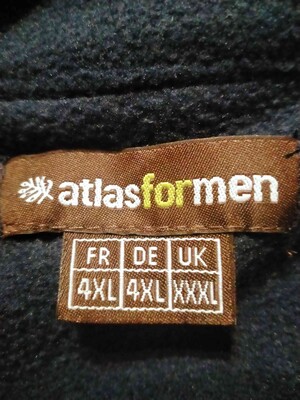 atlasformen
FR DE UK
4XL 4XL XXXL